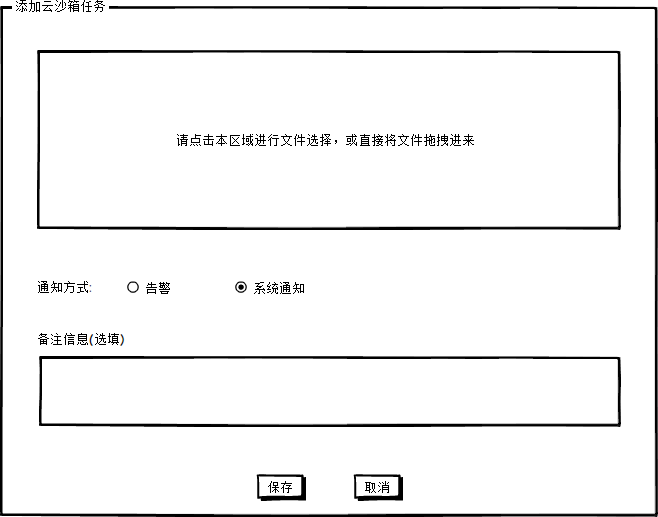 添加云沙箱任务
请点击本区域进行文件选择，或直接将文件拖拽进来
通知方式: 告警 系统通知
备注信息(选填)
保存 取消